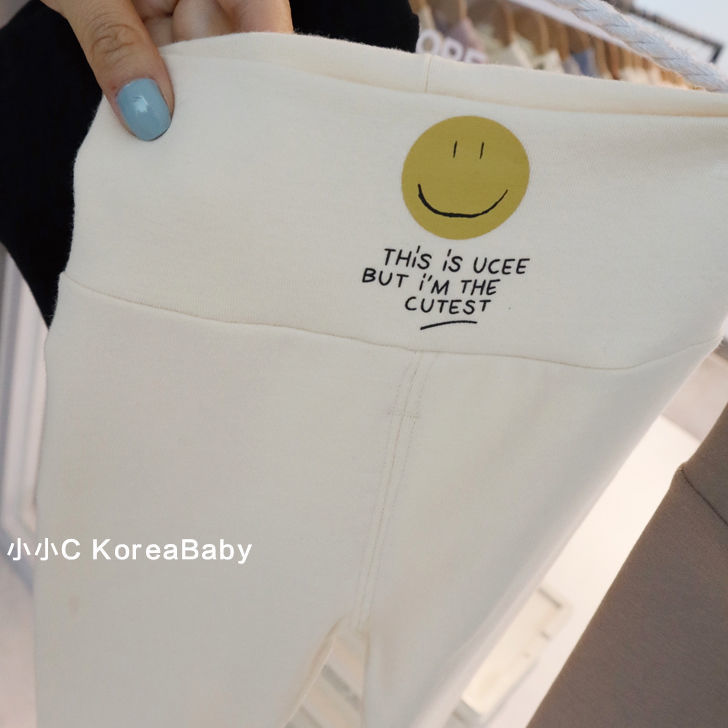 THiS iS UCEE
BUT i'M THE
CUTEST
小小C KoreaBaby